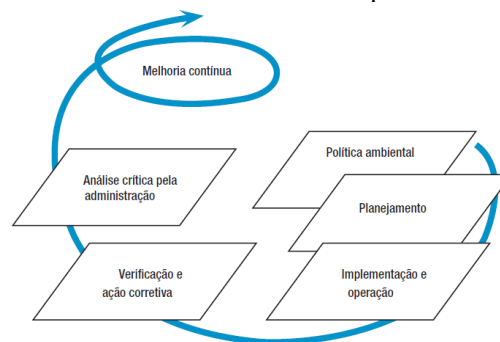 Melhoria contínua
Política ambiental
Análise crítica pela
administração
Planejamento
Verificação e
ação corretiva
Implementação e
operação